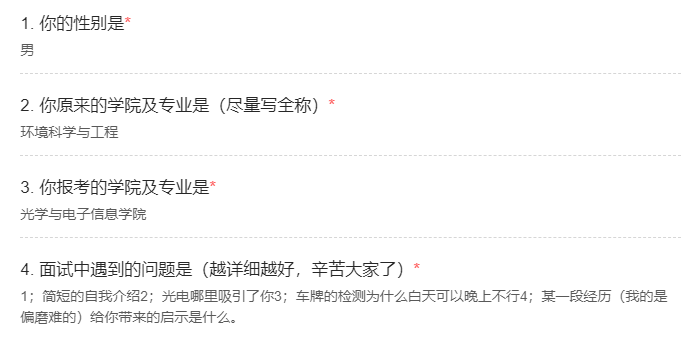 1. 你的性别是*
男
2. 你原来的学院及专业是（尽量写全称）*
环境科学与工程
3. 你报考的学院及专业是*
光学与电子信息学院
4. 面试中遇到的问题是（越详细越好，辛苦大家了）*
1；简短的自我介绍2；光电哪里吸引了你3；车牌的检测为什么白天可以晚上不行4；某一段经历（我的是
偏磨难的）给你带来的启示是什么。